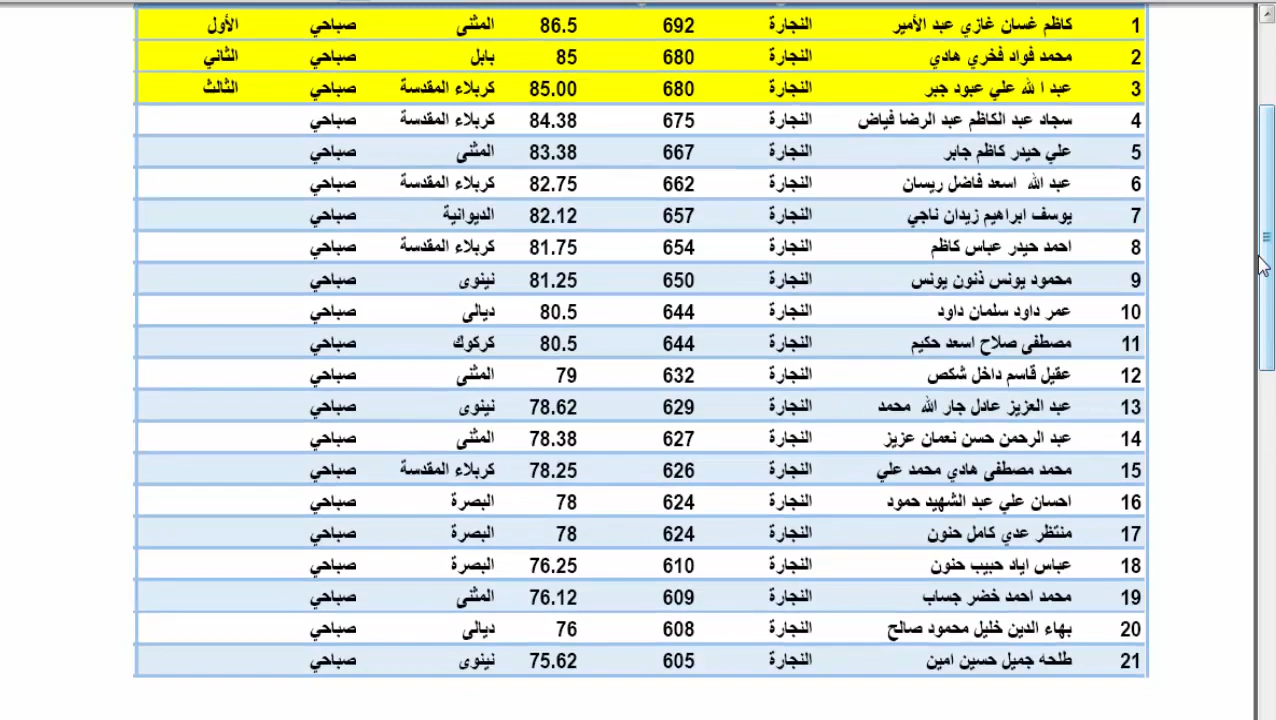 1 كاظم غسان غازي عبد الأمير النجارة 692 86.5 المثنى صباحي الأول
2 محمد فواد فخري هادي النجارة 680 85 بابل صباحي الثاني
3 عبد ا لله علي عبود جبر النجارة 680 85.00 كربلاء المقدسة صباحي الثالث
4 سجاد عبد الكاظم عبد الرضا فياض النجارة 675 84.38 كربلاء المقدسة صباحي
5 علي حيدر كاظم جابر النجارة 667 83.38 المثنى صباحي
6 عبد الله اسعد فاضل ريسان النجارة 662 82.75 كربلاء المقدسة صباحي
7 يوسف ابراهيم زيدان ناجي النجارة 657 82.12 الديوانية صباحي
8 احمد حيدر عباس كاظم النجارة 654 81.75 كربلاء المقدسة صباحي
9 محمود يونس ذنون يونس النجارة 650 81.25 نينوى صباحي
10 عمر داود سلمان داود النجارة 644 80.5 ديالى صباحي
11 مصطفى صلاح اسعد حكيم النجارة 644 80.5 كركوك صباحي
12 عقيل قاسم داخل شكص النجارة 632 79 المثنى صباحي
13 عبد العزيز عادل جار الله محمد النجارة 629 78.62 نينوى صباحي
14 عبد الرحمن حسن نعمان عزيز النجارة 627 78.38 المثنى صباحي
15 محمد مصطفى هادي محمد علي النجارة 626 78.25 كربلاء المقدسة صباحي
16 احسان علي عبد الشهيد حمود النجارة 624 78 البصرة صباحي
17 منتظر عدي كامل حنون النجارة 624 78 البصرة صباحي
18 عباس اياد حبيب حنون النجارة 610 76.25 البصرة صباحي
19 محمد احمد خضر جساب النجارة 609 76.12 المثنى صباحي
20 بهاء الدين خليل محمود صالح النجارة 608 76 ديالى صباحي
21 طلحه جميل حسين امين النجارة 605 75.62 نينوى صباحي